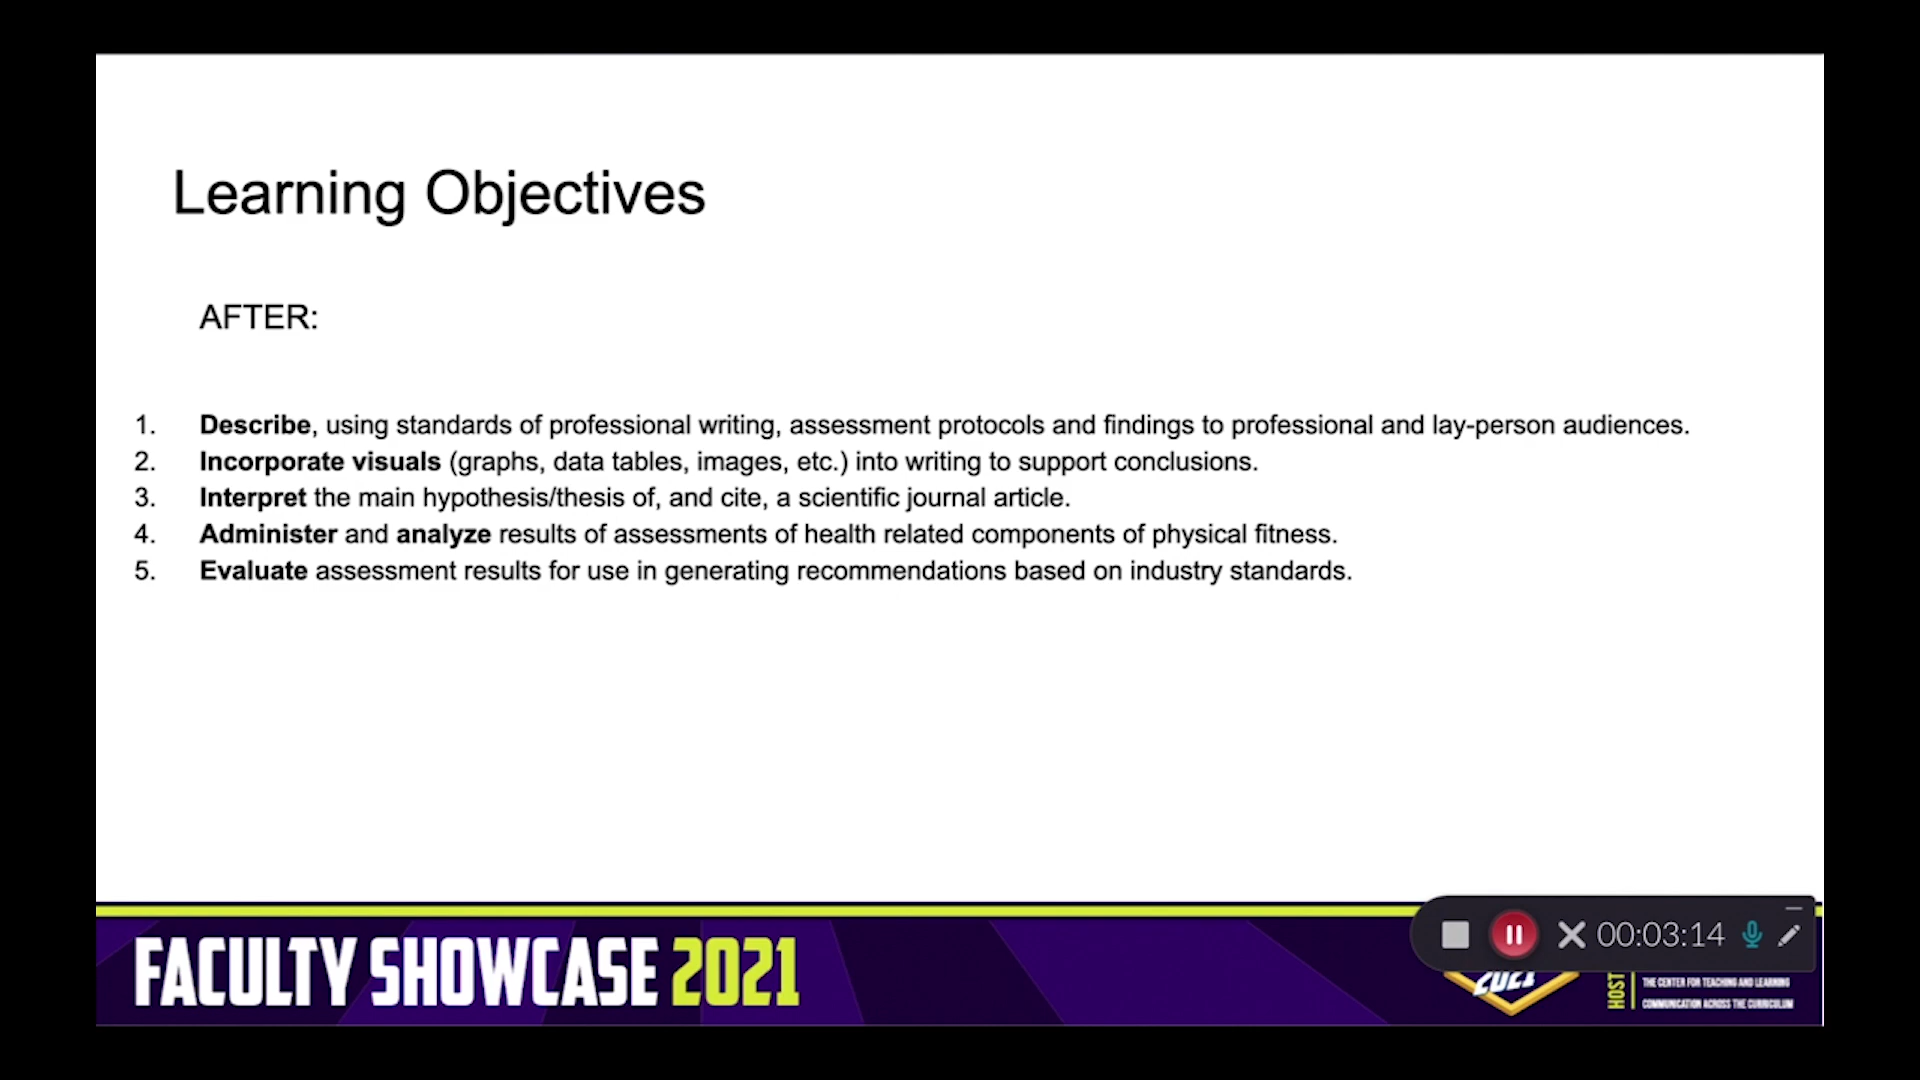 Learning Objectives
AFTER:
1. Describe, using standards of professional writing, assessment protocols and findings to professional and lay-person audiences.
2. Incorporate visuals (graphs, data tables, images, etc.) into writing to support conclusions.
3. Interpret the main hypothesis/thesis of, and cite, a scientific journal article.
4. Administer and analyze results of assessments of health related components of physical fitness.
5. Evaluate assessment results for use in generating recommendations based on industry standards.
00:03:14
FACULTY SHOWCASE 2021
2021
HOST
THE CENTER FOR TEACHING AND LEARNING
COMMUNICATION ACROSS THE CURRICULUM